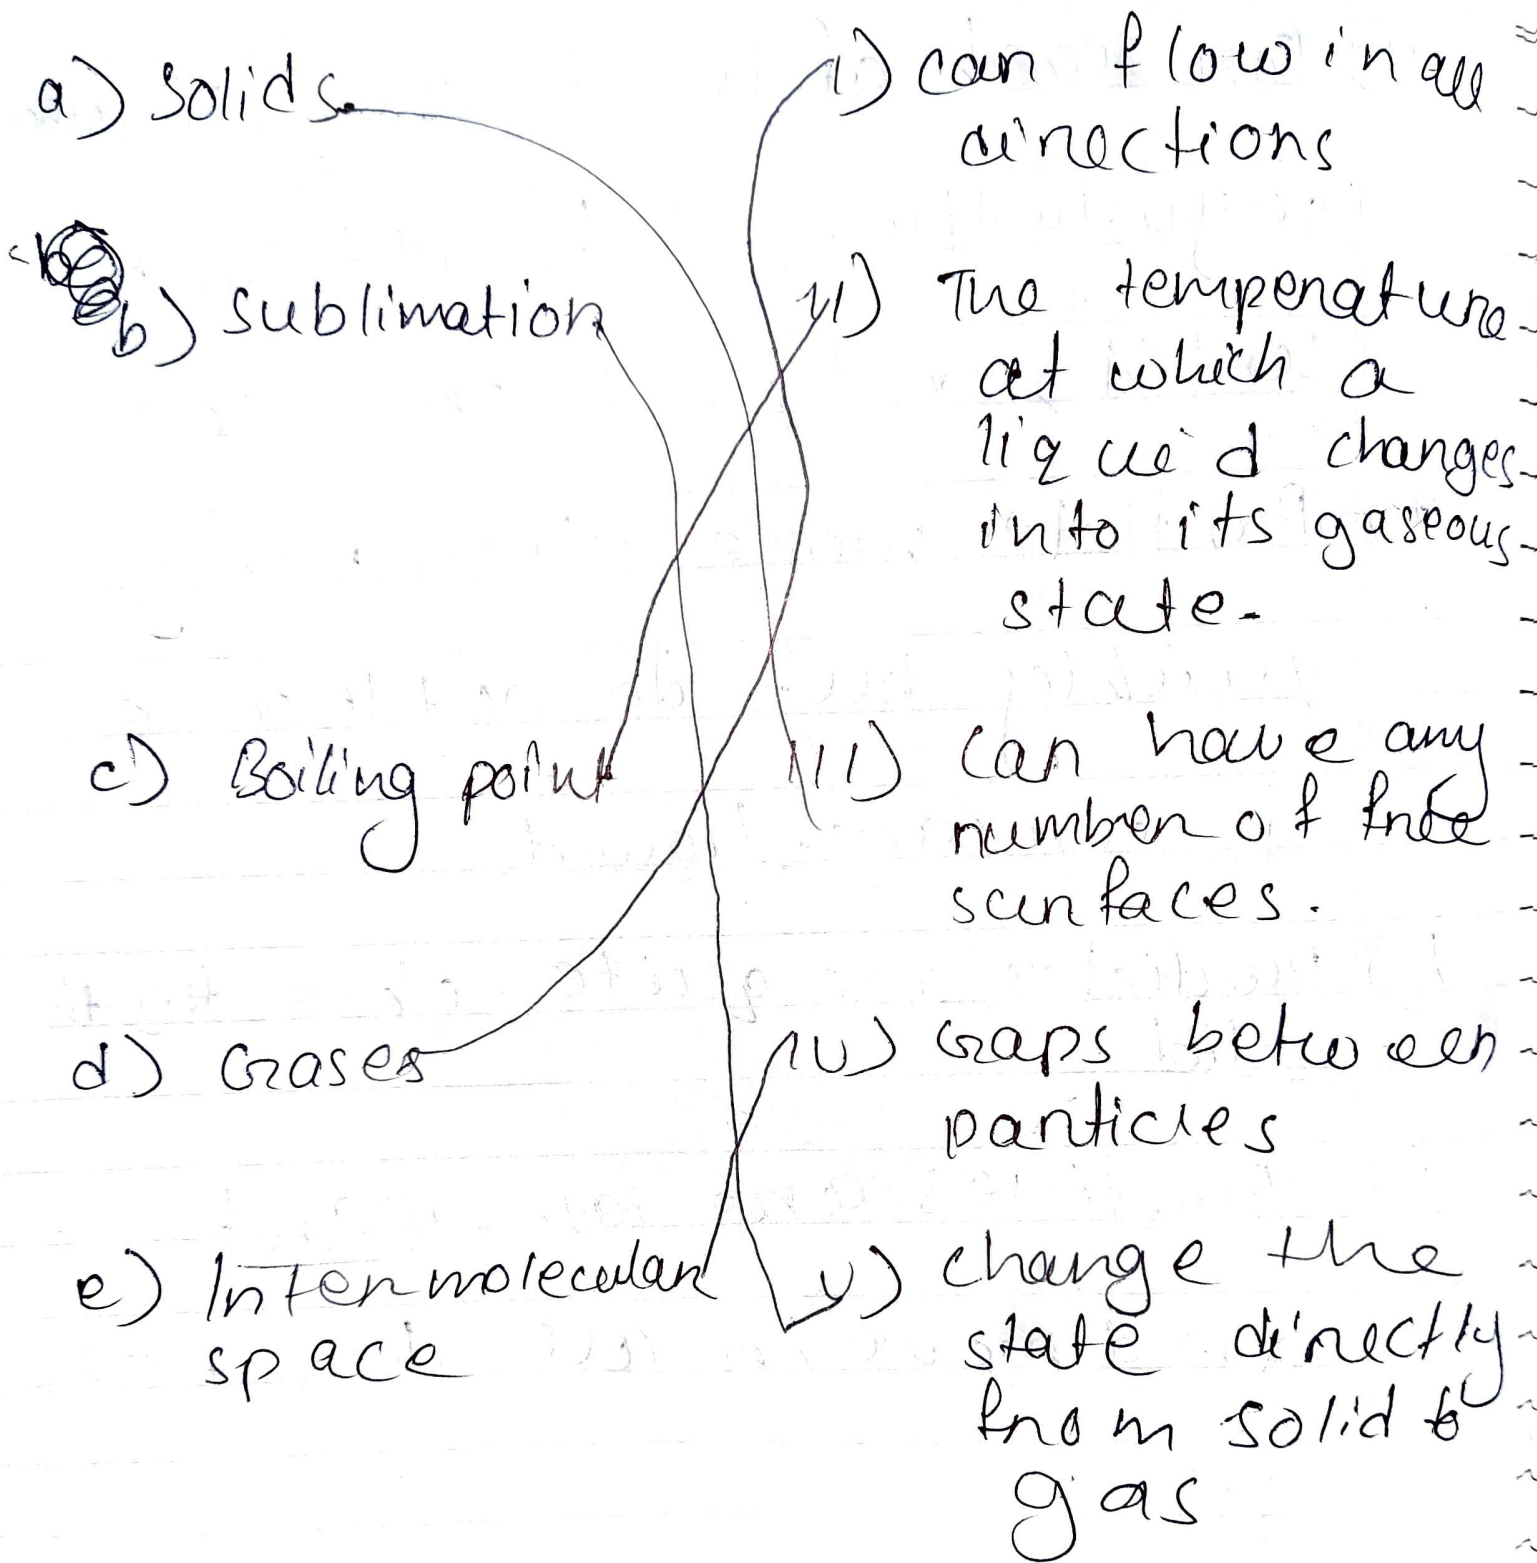 a) Solids
i) can flow in all
directions
b) sublimation
ii) The temperature
at which a
liquid changes
into its gaseous
state.
c) Boiling point
iii) can have any
number of free
surfaces.
d) Gases
iv) Gaps between
particles
e) Intermolecular
space
v) change the
state directly
from solid to
gas